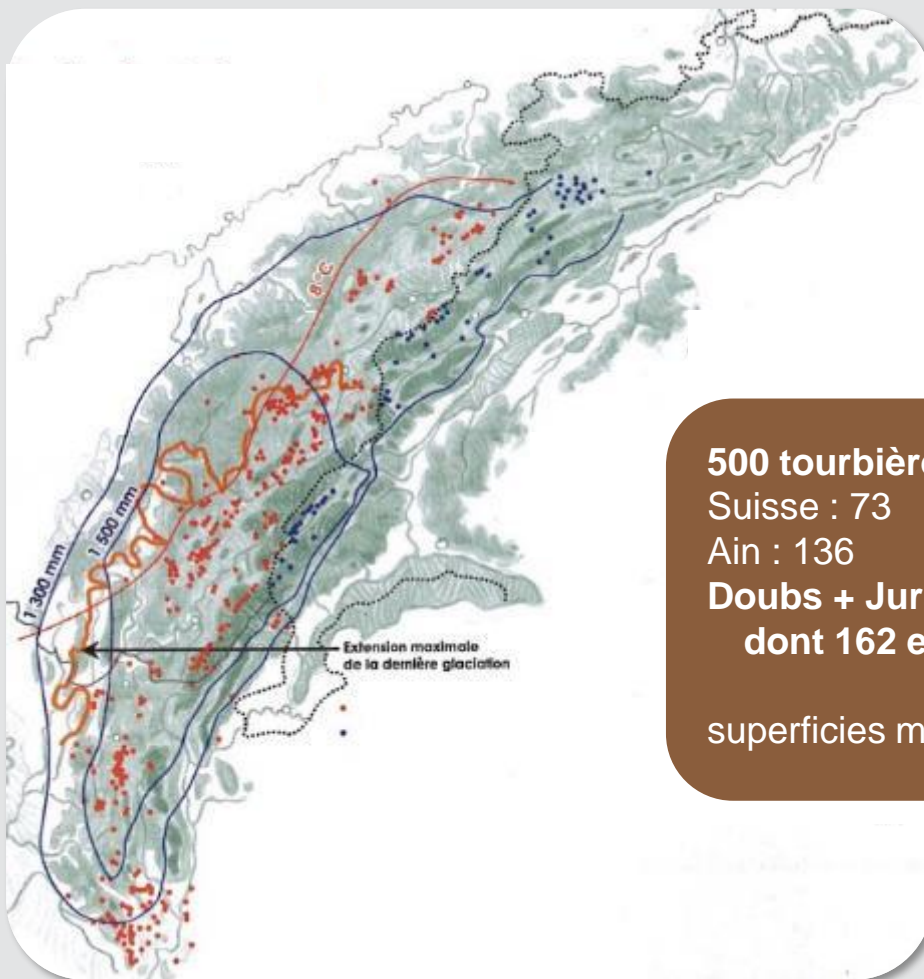 8°C
1 500 mm
1 300 mm
Extension maximale
de la dernière glaciation
500 tourbière
Suisse : 73
Ain : 136
Doubs + Jur
dont 162 e
superficies m